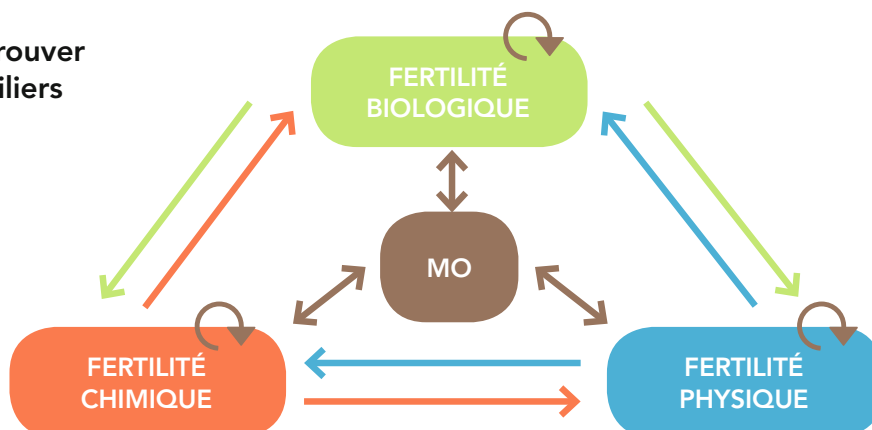 rouver
iliers
FERTILITÉ
BIOLOGIQUE
MO
FERTILITÉ
CHIMIQUE
FERTILITÉ
PHYSIQUE